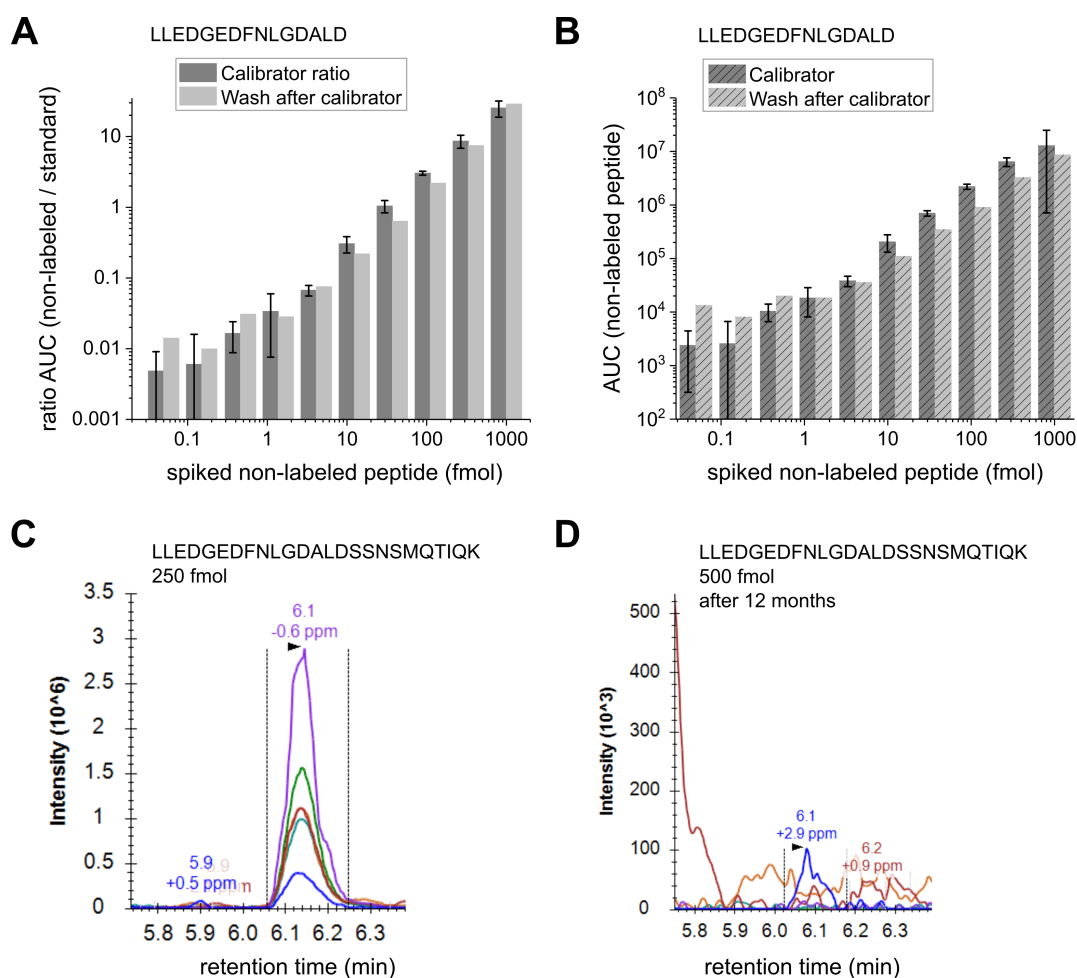 A
LLEDGEDFNLGDALD
Calibrator ratio
Wash after calibrator
ratio AUC (non-labeled / standard)
10
1
0.1
0.01
0.001
0.1
1
10
100
1000
spiked non-labeled peptide (fmol)
B
LLEDGEDFNLGDALD
Calibrator
Wash after calibrator
AUC (non-labeled peptide)
10^8
10^7
10^6
10^5
10^4
10^3
10^2
0.1
1
10
100
1000
spiked non-labeled peptide (fmol)
C
LLEDGEDFNLGDALDSSNSMQTIQK
250 fmol
Intensity (10^6)
3.5
3
2.5
2
1.5
1
0.5
0
6.1
-0.6 ppm
5.9
+0.5 ppm
5.8
5.9
6.0
6.1
6.2
6.3
retention time (min)
D
LLEDGEDFNLGDALDSSNSMQTIQK
500 fmol
after 12 months
Intensity (10^3)
500
400
300
200
100
0
6.1
+2.9 ppm
6.2
+0.9 ppm
5.8
5.9
6.0
6.1
6.2
6.3
retention time (min)